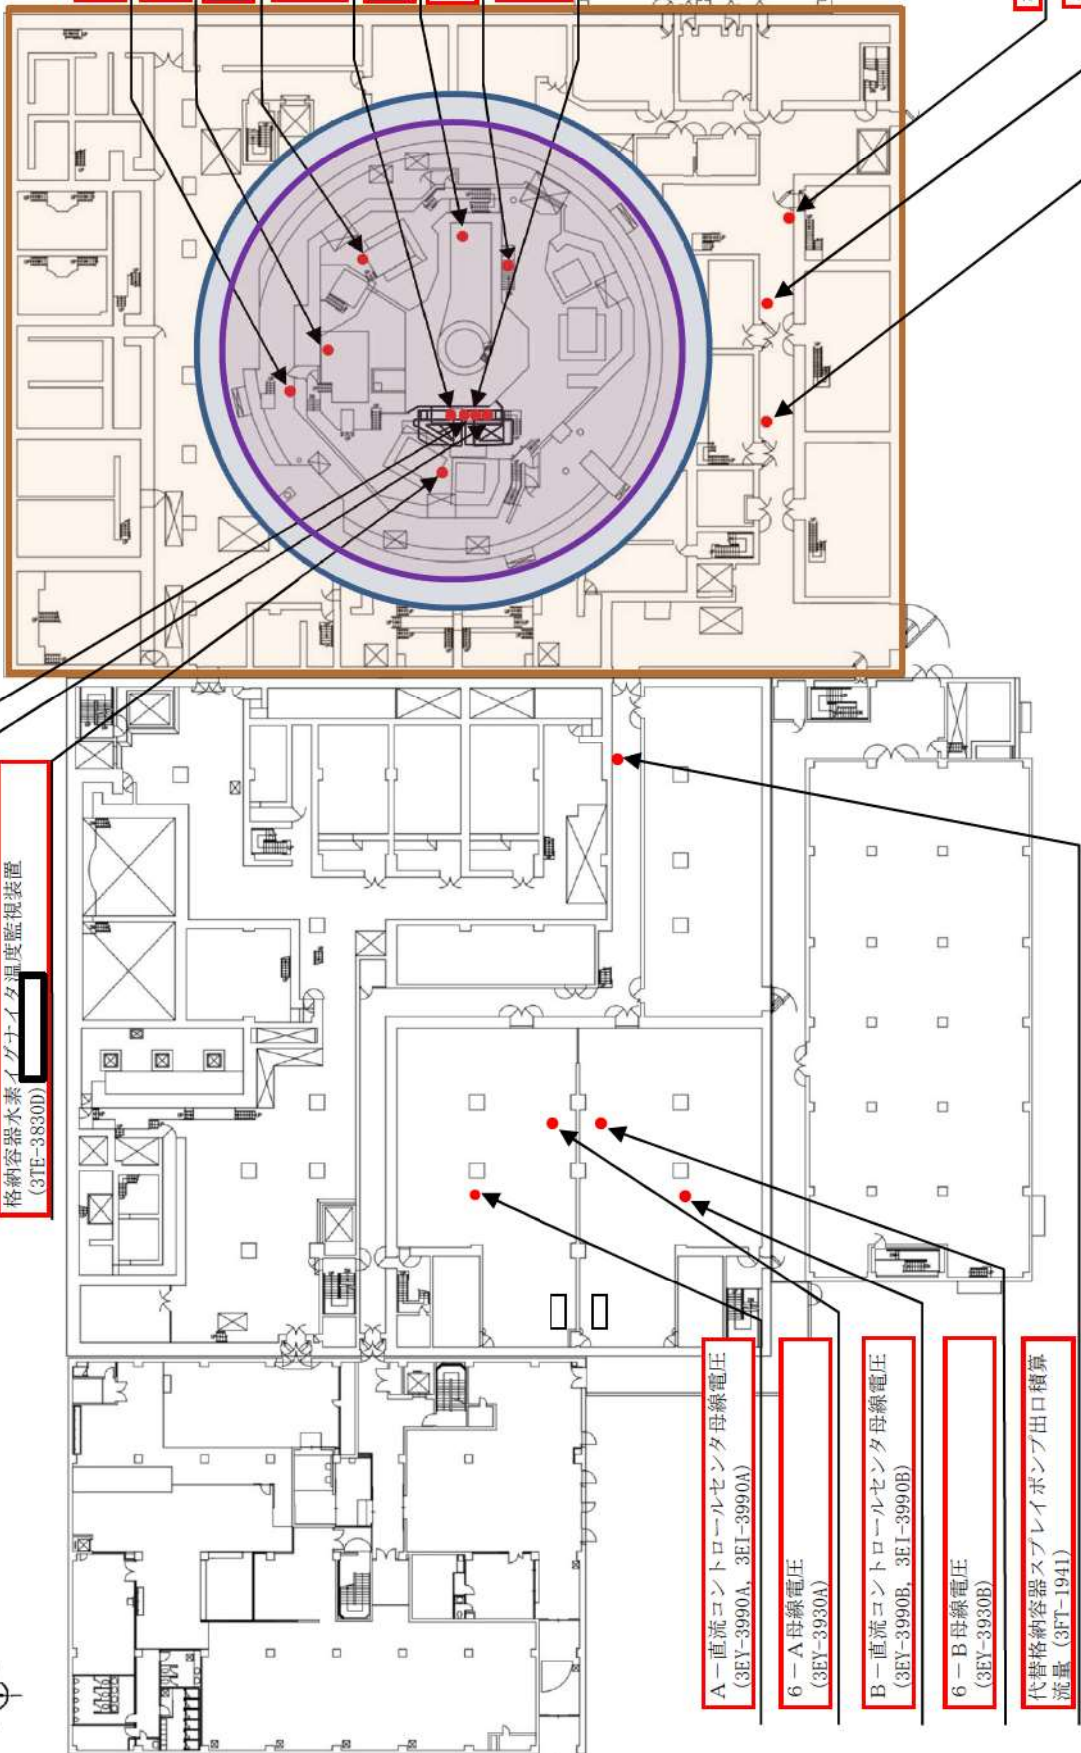 格納容器水素イグナイタ温度監視装置
(3TE-3830D)
A－直流コントロールセンタ母線電圧
(3EY-3990A, 3EI-3990A)
6－A母線電圧
(3EY-3930A)
B－直流コントロールセンタ母線電圧
(3EY-3990B, 3EI-3990B)
6－B母線電圧
(3EY-3930B)
代替格納容器スプレイポンプ出口積算
流量 (3FT-1941)